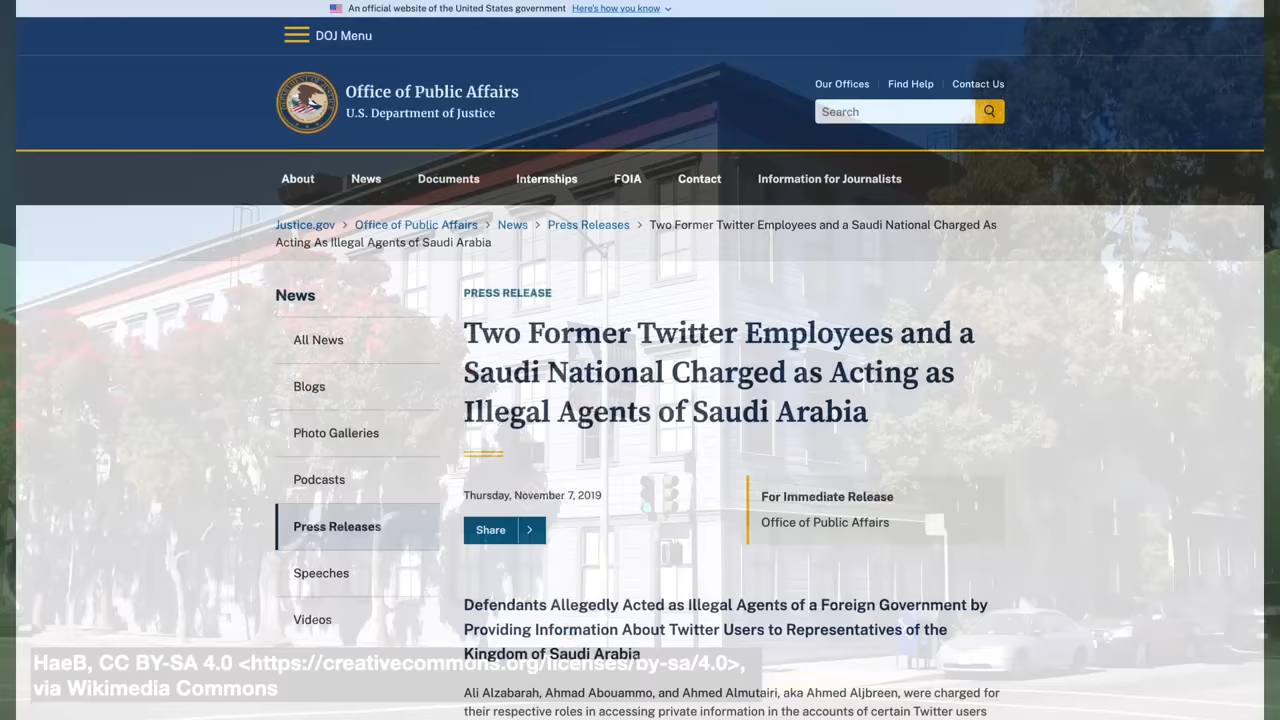 An official website of the United States government Here's how you know
DOJ Menu
Office of Public Affairs
U.S. Department of Justice
Our Offices Find Help Contact Us
Search
About News Documents Internships FOIA Contact Information for Journalists
Justice.gov > Office of Public Affairs > News > Press Releases > Two Former Twitter Employees and a Saudi National Charged As
Acting As Illegal Agents of Saudi Arabia
News
All News
Blogs
Photo Galleries
Podcasts
Press Releases
Speeches
Videos
PRESS RELEASE
Two Former Twitter Employees and a
Saudi National Charged as Acting as
Illegal Agents of Saudi Arabia
Thursday, November 7, 2019
Share >
For Immediate Release
Office of Public Affairs
Defendants Allegedly Acted as Illegal Agents of a Foreign Government by
Providing Information About Twitter Users to Representatives of the
Kingdom of Saudi Arabia
Ali Alzabarah, Ahmad Abouammo, and Ahmed Almutairi, aka Ahmed Aljbreen, were charged for
their respective roles in accessing private information in the accounts of certain Twitter users
HaeB, CC BY-SA 4.0 <https://creativecommons.org/licenses/by-sa/4.0>,
via Wikimedia Commons